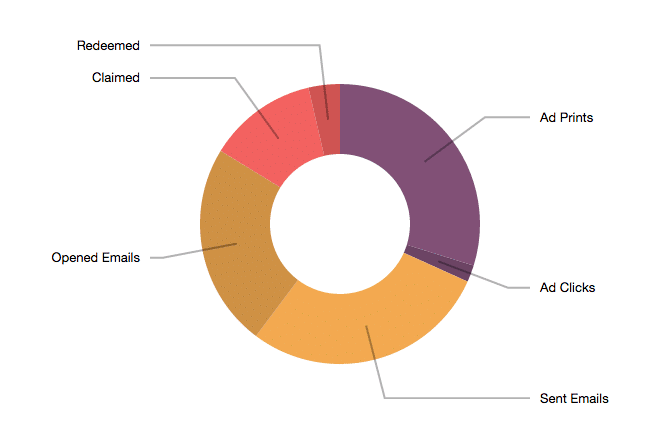 Redeemed
Claimed
Ad Prints
Opened Emails
Ad Clicks
Sent Emails